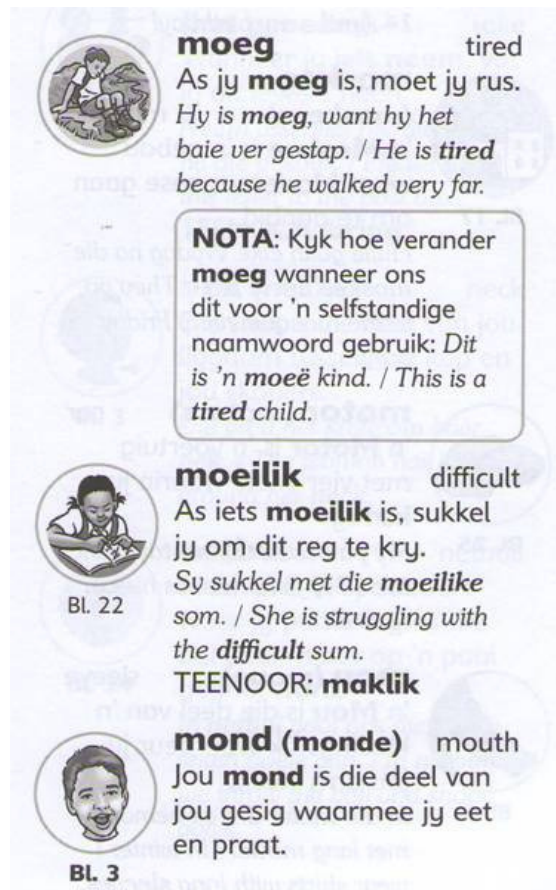 moeg tired
As jy moeg is, moet jy rus.
Hy is moeg, want hy het
baie ver gestap. / He is tired
because he walked very far.
NOTA: Kyk hoe verander
moeg wanneer ons
dit voor 'n selfstandige
naamwoord gebruik: Dit
is 'n moeë kind. / This is a
tired child.
moeilik difficult
As iets moeilik is, sukkel
jy om dit reg te kry.
Sy sukkel met die moeilike
som. / She is struggling with
the difficult sum.
TEENOOR: maklik
Bl. 22
mond (monde) mouth
Jou mond is die deel van
jou gesig waarmee jy eet
en praat.
Bl. 3